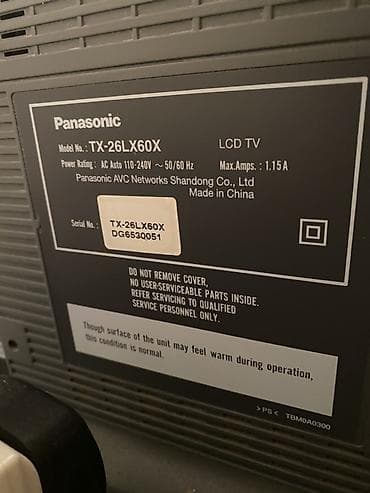 Panasonic
Model No.: TX-26LX60X LCD TV
Power Rating: AC Auto 110-240V ~ 50/60 Hz Max.Amps.: 1.15A
Panasonic AVC Networks Shandong Co., Ltd
Made in China
Serial No.: TX-26LX60X
DG6530051
DO NOT REMOVE COVER,
NO USER-SERVICEABLE PARTS INSIDE.
REFER SERVICING TO QUALIFIED
SERVICE PERSONNEL ONLY.
Though surface of the unit may feel warm during operation,
this condition is normal.
>PS< TBM0A0300